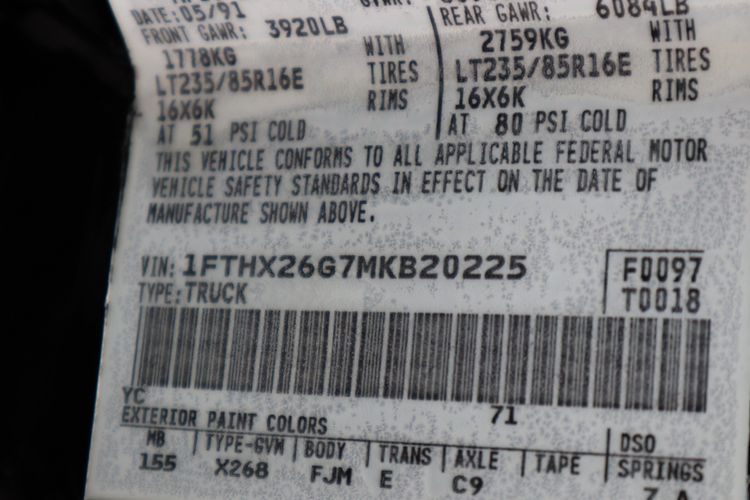 DATE: 05/91
FRONT GAWR: 3920LB
REAR GAWR: 6084LB
1778KG WITH
2759KG WITH
LT235/85R16E TIRES
LT235/85R16E TIRES
16X6K RIMS
16X6K RIMS
AT 51 PSI COLD
AT 80 PSI COLD
THIS VEHICLE CONFORMS TO ALL APPLICABLE FEDERAL MOTOR
VEHICLE SAFETY STANDARDS IN EFFECT ON THE DATE OF
MANUFACTURE SHOWN ABOVE.
VIN: 1FTHX26G7MKB20225
F0097
TYPE: TRUCK
T0018
YC
71
EXTERIOR PAINT COLORS
DSO
WB TYPE-GVW BODY TRANS AXLE TAPE SPRINGS
155 X268 FJM E C9